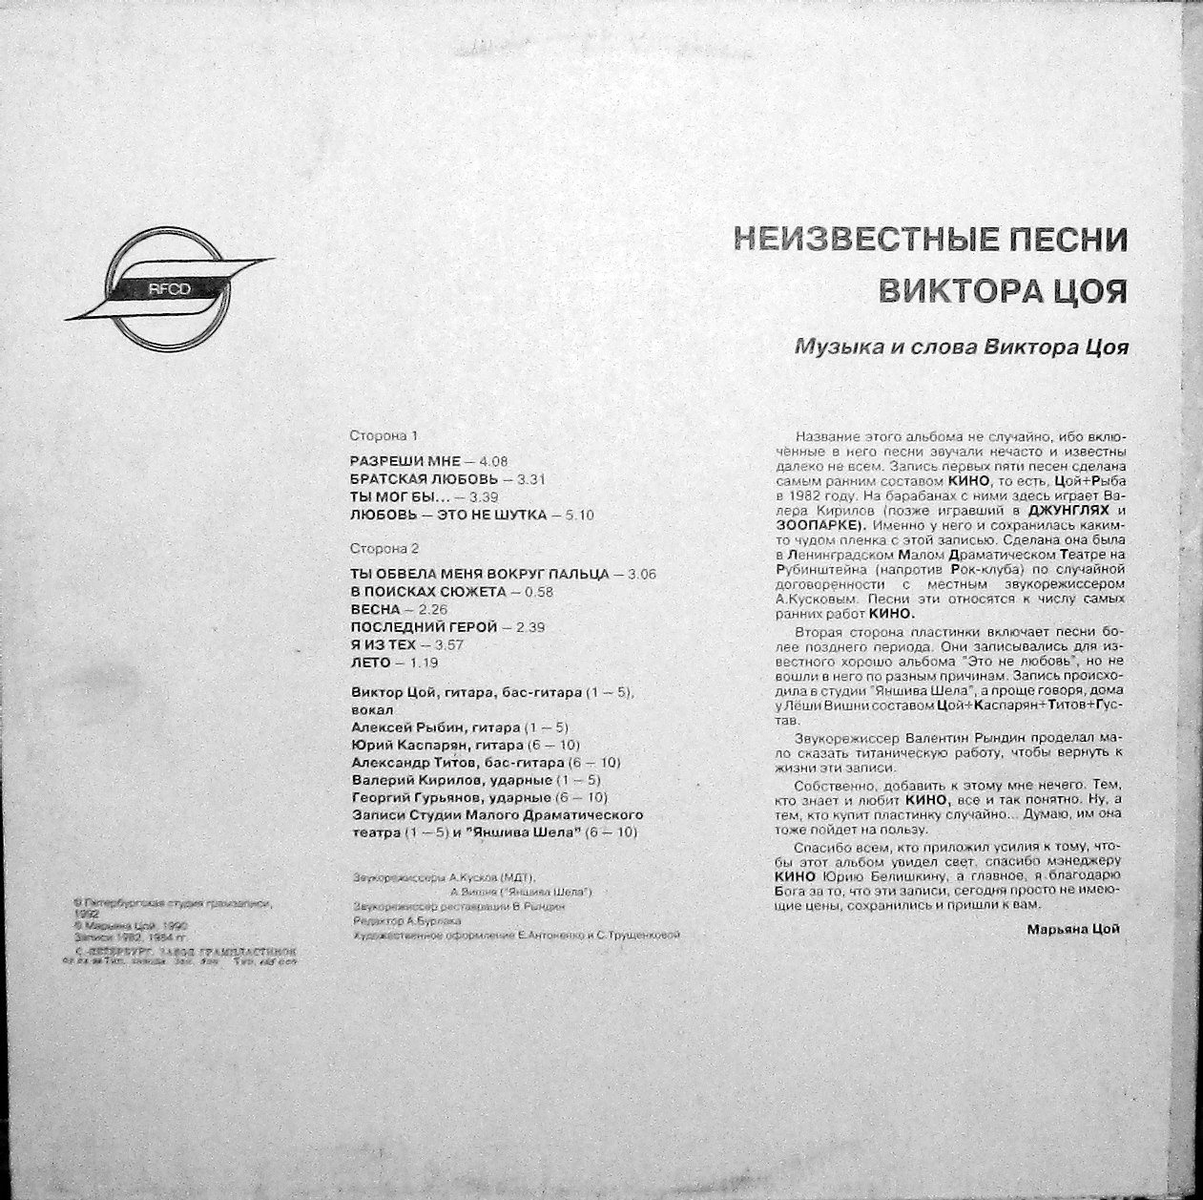 RFCD
НЕИЗВЕСТНЫЕ ПЕСНИ
ВИКТОРА ЦОЯ
Музыка и слова Виктора Цоя
Сторона 1
РАЗРЕШИ МНЕ — 4.08
БРАТСКАЯ ЛЮБОВЬ — 3.31
ТЫ МОГ БЫ... — 3.39
ЛЮБОВЬ — ЭТО НЕ ШУТКА — 5.10
Сторона 2
ТЫ ОБВЕЛА МЕНЯ ВОКРУГ ПАЛЬЦА — 3.06
В ПОИСКАХ СЮЖЕТА — 0.58
ВЕСНА — 2.26
ПОСЛЕДНИЙ ГЕРОЙ — 2.39
Я ИЗ ТЕХ — 3.57
ЛЕТО — 1.19
Виктор Цой, гитара, бас-гитара (1 — 5),
вокал
Алексей Рыбин, гитара (1 — 5)
Юрий Каспарян, гитара (6 — 10)
Александр Титов, бас-гитара (6 — 10)
Валерий Кирилов, ударные (1 — 5)
Георгий Гурьянов, ударные (6 — 10)
Записи Студии Малого Драматического
театра (1 — 5) и "Яншива Шела" (6 — 10)
Звукорежиссеры А.Кусков (МДТ),
А.Вишня ("Яншива Шела")
Звукорежиссер реставрации В.Рындин
Редактор А.Бурлака
Художественное оформление Е.Антоненко и С.Трущенковой
Название этого альбома не случайно, ибо вклю-
чённые в него песни звучали нечасто и известны
далеко не всем. Запись первых пяти песен сделана
самым ранним составом КИНО, то есть, Цой+Рыба
в 1982 году. На барабанах с ними здесь играет Ва-
лера Кирилов (позже игравший в ДЖУНГЛЯХ и
ЗООПАРКЕ). Именно у него и сохранилась каким-
то чудом пленка с этой записью. Сделана она была
в Ленинградском Малом Драматическом Театре на
Рубинштейна (напротив Рок-клуба) по случайной
договоренности с местным звукорежиссером
А.Кусковым. Песни эти относятся к числу самых
ранних работ КИНО.
Вторая сторона пластинки включает песни бо-
лее позднего периода. Они записывались для из-
вестного хорошо альбома "Это не любовь", но не
вошли в него по разным причинам. Запись происхо-
дила в студии "Яншива Шела", а проще говоря, дома
у Лёши Вишни составом Цой+Каспарян+Титов+Гус-
тав.
Звукорежиссер Валентин Рындин проделал ма-
ло сказать титаническую работу, чтобы вернуть к
жизни эти записи.
Собственно, добавить к этому мне нечего. Тем,
кто знает и любит КИНО, все и так понятно. Ну, а
тем, кто купит пластинку случайно... Думаю, им она
тоже пойдет на пользу.
Спасибо всем, кто приложил усилия к тому, что-
бы этот альбом увидел свет, спасибо мэнеджеру
КИНО Юрию Белишкину, а главное, я благодарю
Бога за то, что эти записи, сегодня просто не имею-
щие цены, сохранились и пришли к вам.
Марьяна Цой
© Петербургская студия грамзаписи,
1992
© Марьяна Цой, 1990
Записи 1982, 1984 гг.
С.-ПЕТЕРБУРГ. ЗАВОД ГРАМПЛАСТИНОК